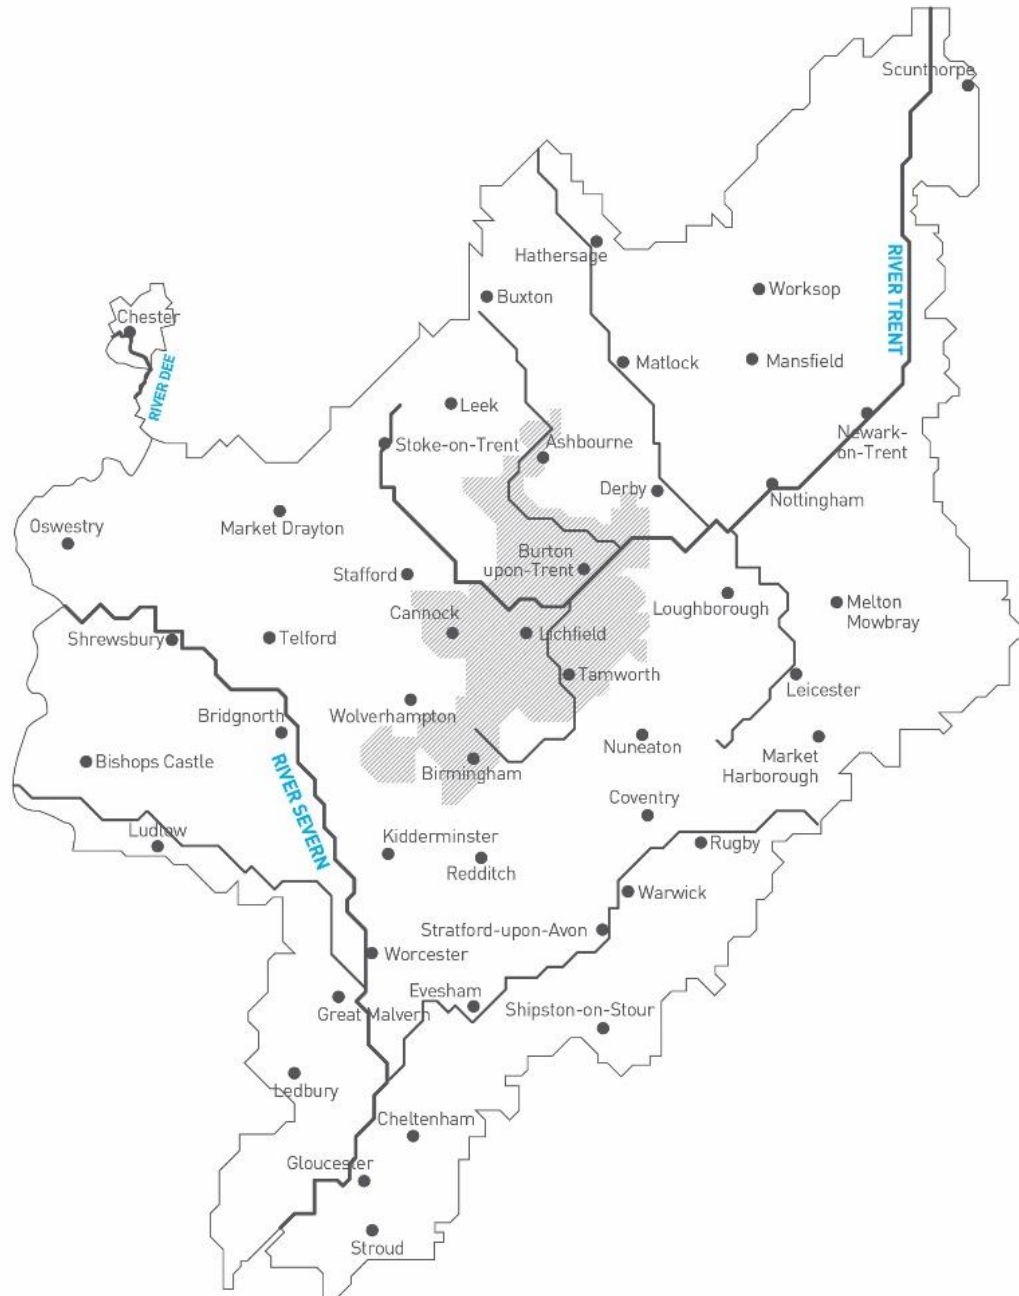 Scunthorpe
Hathersage
RIVER TRENT
Buxton
Worksop
Chester
RIVER DEE
Matlock
Mansfield
Leek
Stoke-on-Trent
Ashbourne
Newark-
on-Trent
Derby
Nottingham
Market Drayton
Oswestry
Burton
upon-Trent
Stafford
Loughborough
Melton
Mowbray
Cannock
Lichfield
Shrewsbury
Telford
Tamworth
Leicester
Wolverhampton
Bridgnorth
Nuneaton
Market
Harborough
Bishops Castle
Birmingham
RIVER SEVERN
Coventry
Ludlow
Kidderminster
Redditch
Rugby
Warwick
Stratford-upon-Avon
Worcester
Evesham
Great Malvern
Shipston-on-Stour
Ledbury
Cheltenham
Gloucester
Stroud